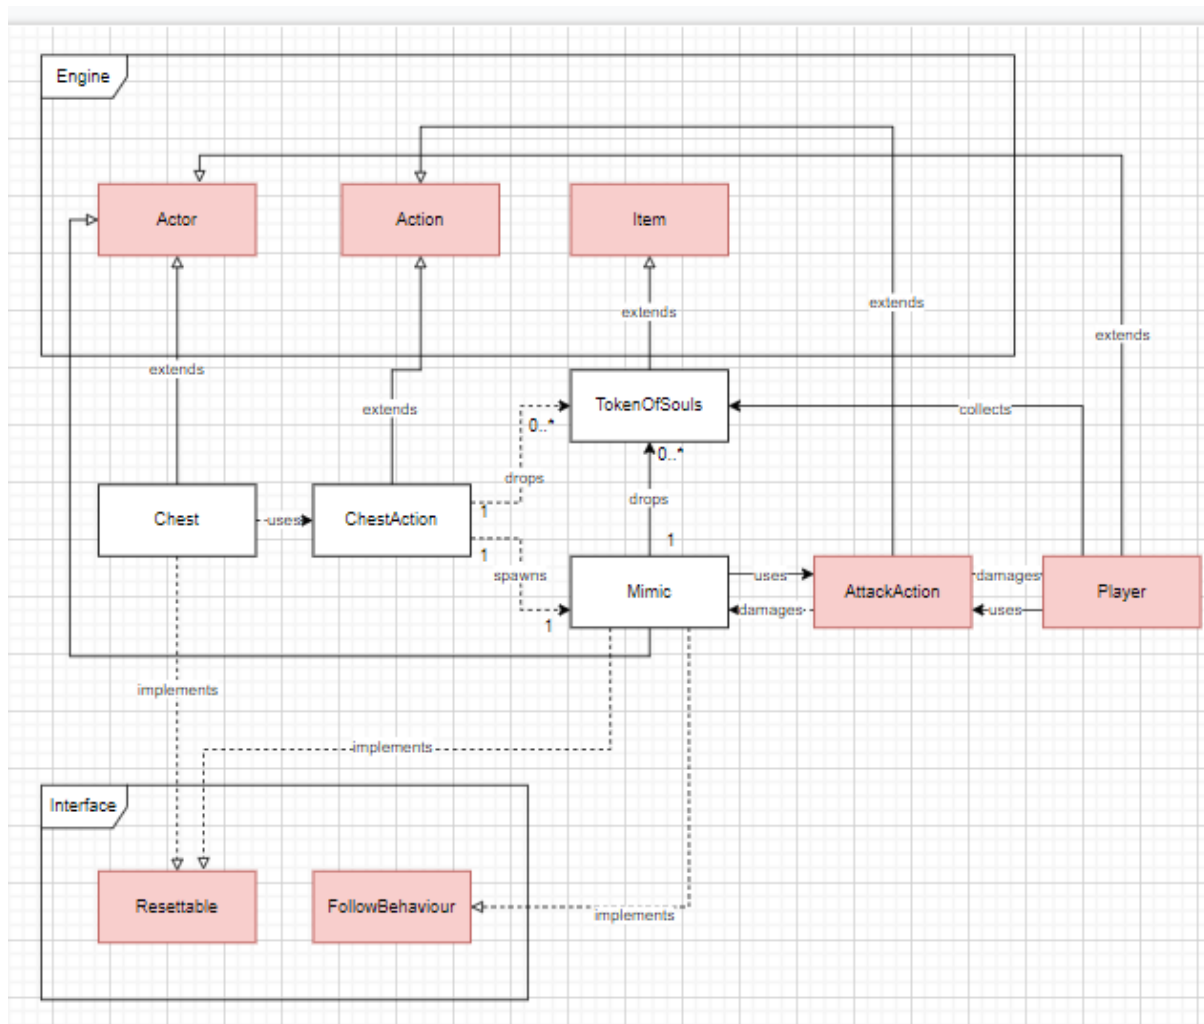 Engine
Actor
Action
Item
extends
extends
extends
extends
extends
TokenOfSouls
collects
0..*
0..*
drops
drops
1
Chest
uses
ChestAction
1
1
spawns
1
Mimic
uses
damages
AttackAction
damages
uses
Player
implements
implements
Interface
Resettable
FollowBehaviour
implements